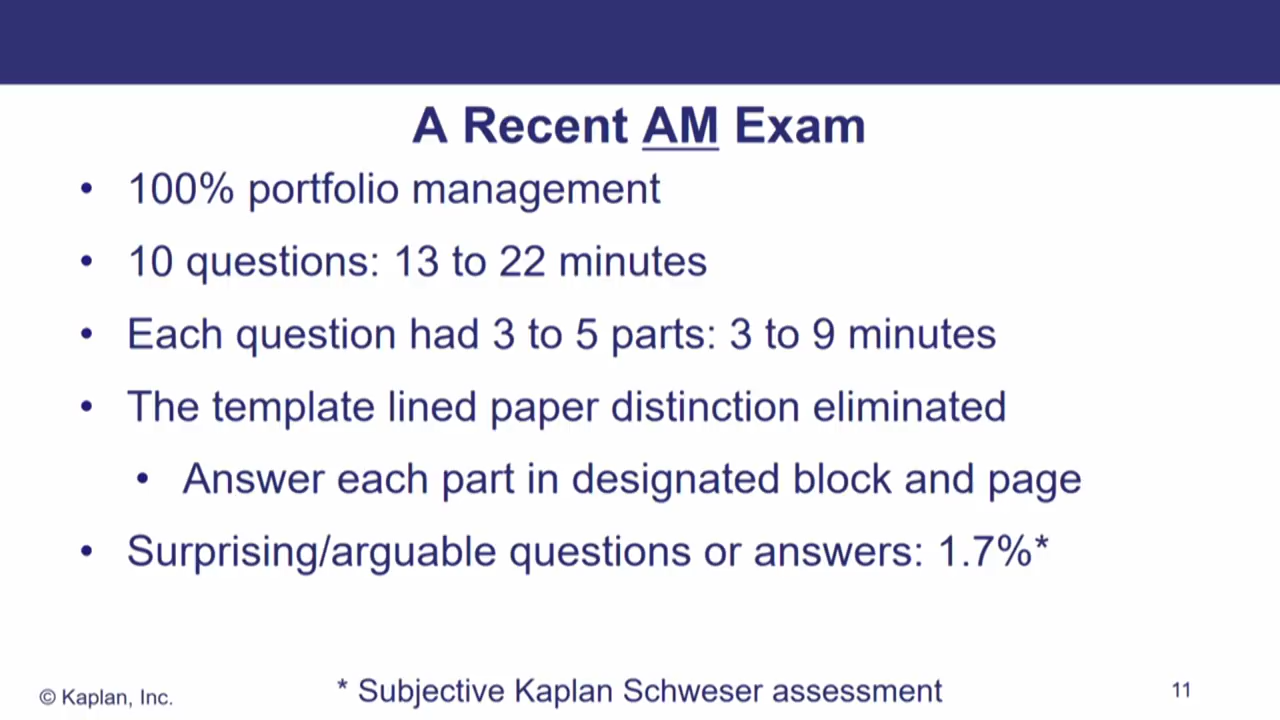 A Recent AM Exam
• 100% portfolio management
• 10 questions: 13 to 22 minutes
• Each question had 3 to 5 parts: 3 to 9 minutes
• The template lined paper distinction eliminated
• Answer each part in designated block and page
• Surprising/arguable questions or answers: 1.7%*
© Kaplan, Inc.
* Subjective Kaplan Schweser assessment
11